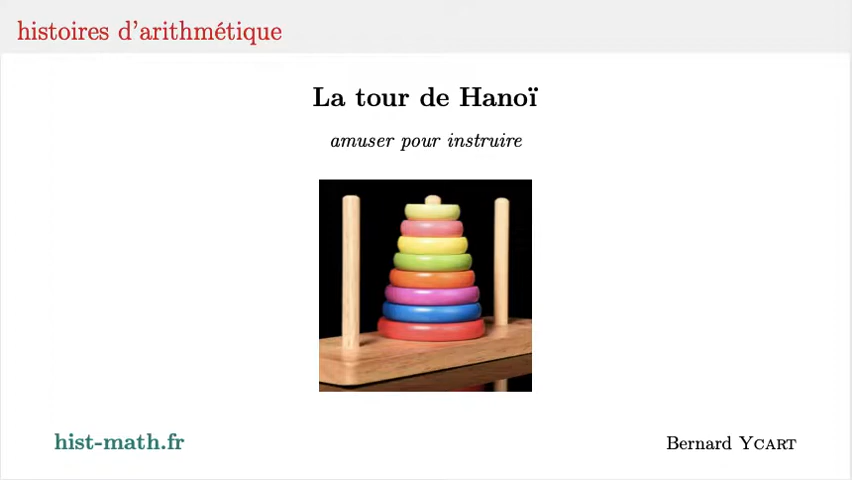 histoires d'arithmétique
La tour de Hanoï
amuser pour instruire
hist-math.fr
Bernard YCART